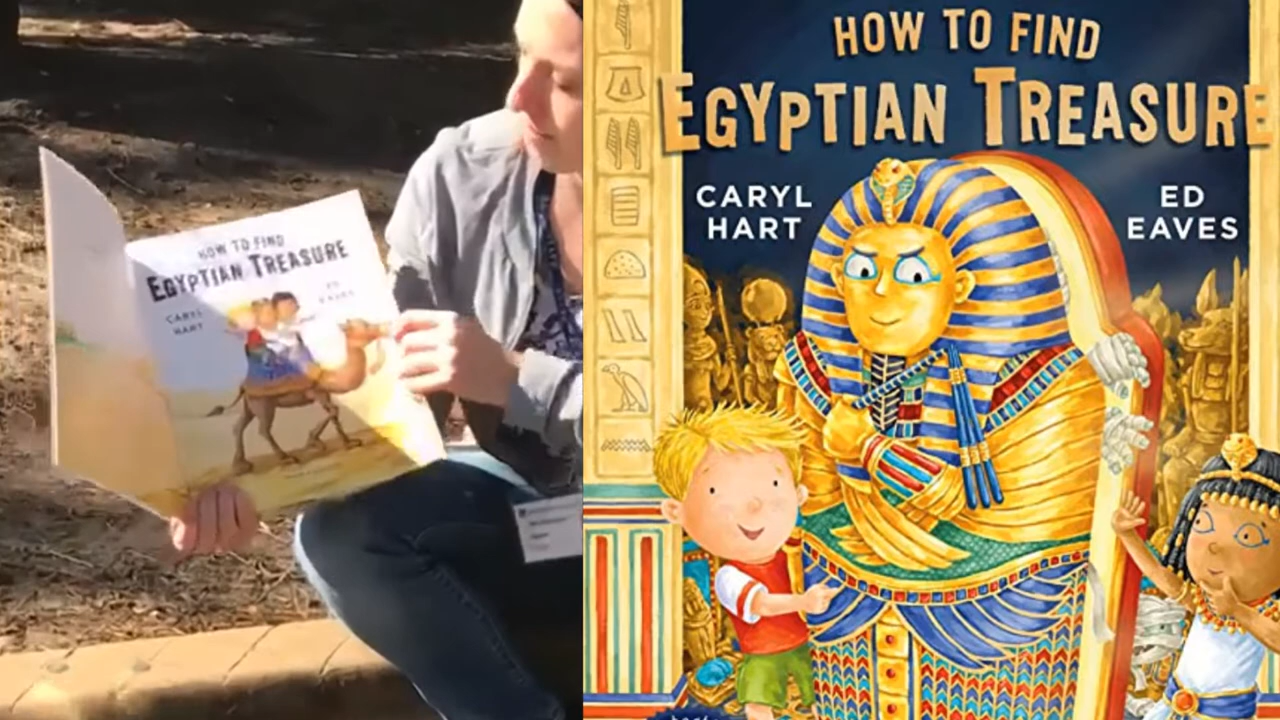 HOW TO FIND
EGYPTIAN TREASURE
CARYL
HART
ED
EAVES
HOW TO FIND
EGYPTIAN TREASURE
CARYL
HART
ED
EAVES